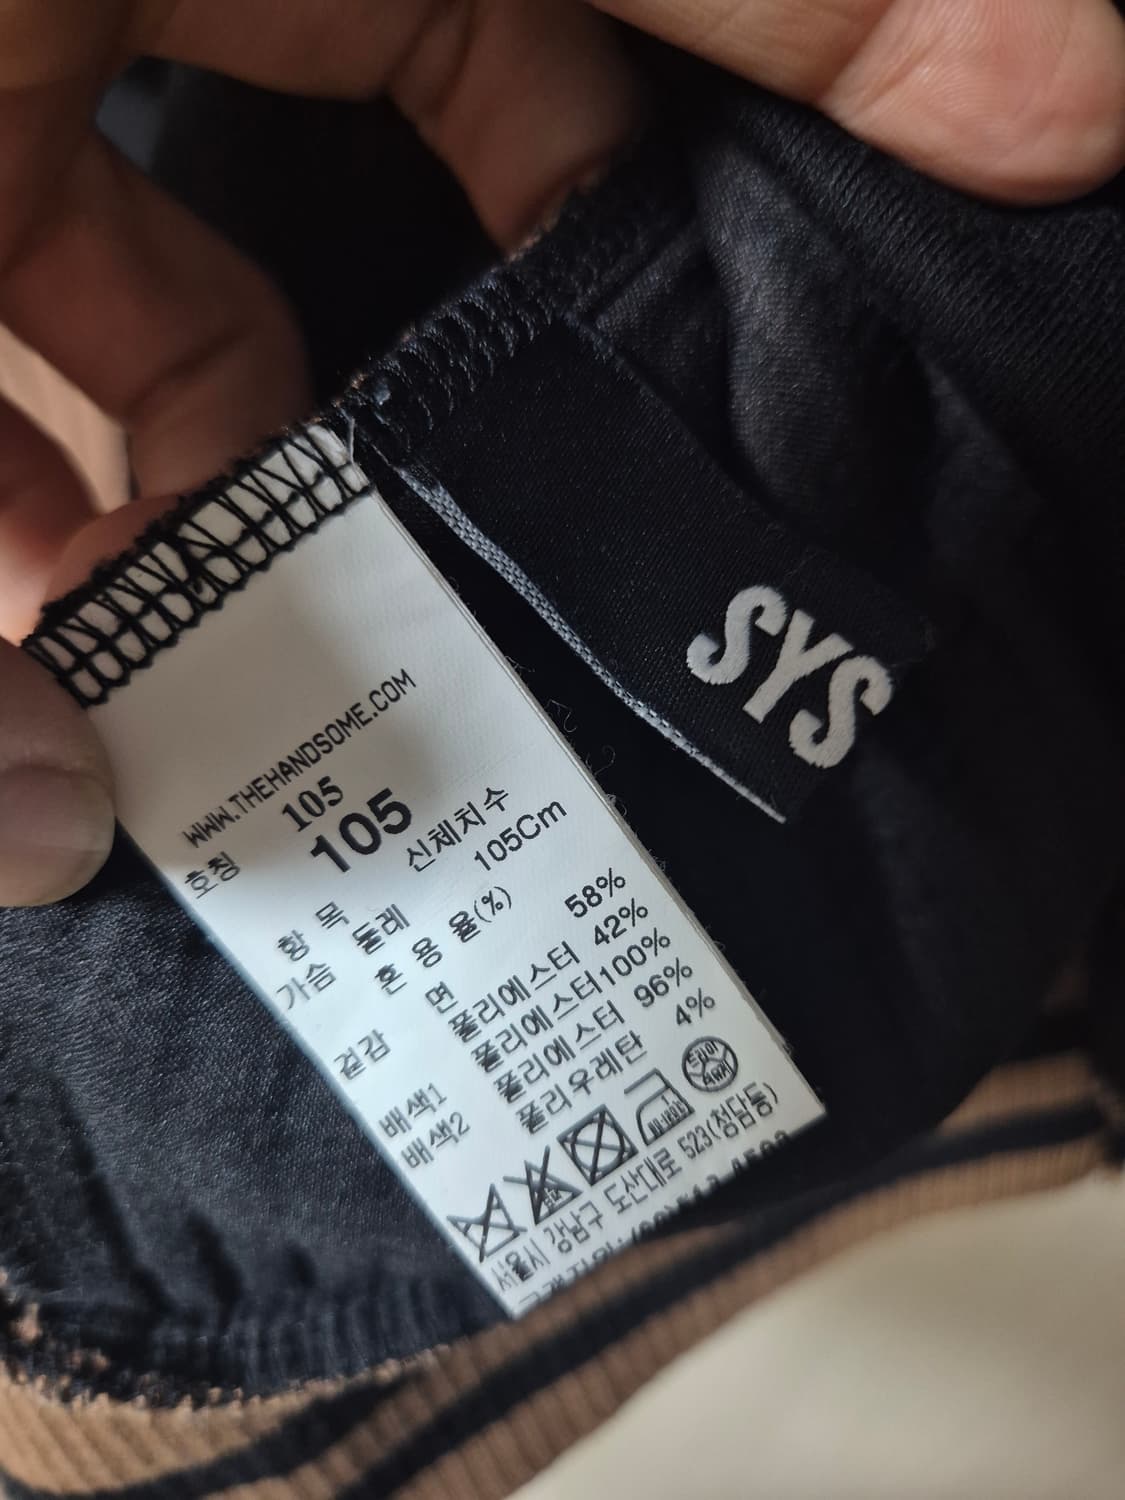 SYS
WWW.THEHANDSOME.COM
105
호칭 105
항 목 신체치수
가슴 둘레 105Cm
혼 용 율(%)
겉감 면 58%
폴리에스터 42%
배색1 폴리에스터100%
배색2 폴리에스터 96%
폴리우레탄 4%
드라이
서울시 강남구 도산대로 523(청담동)